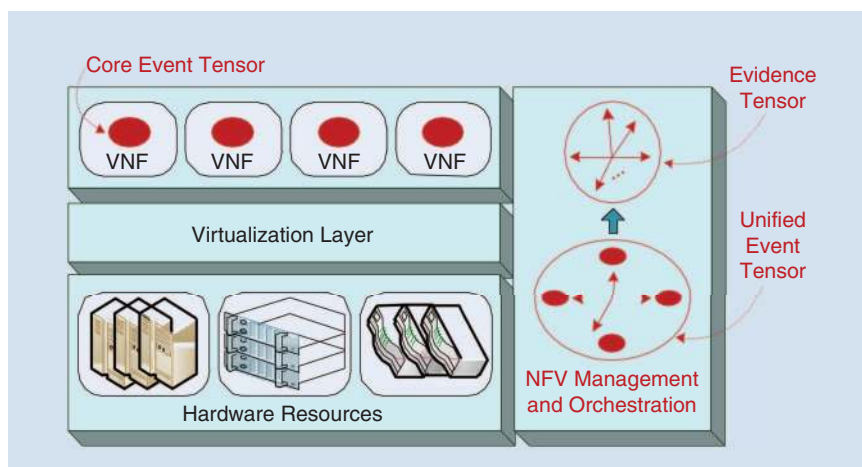 Core Event Tensor
VNF
VNF
VNF
VNF
Virtualization Layer
Hardware Resources
Evidence
Tensor
...
Unified
Event
Tensor
NFV Management
and Orchestration